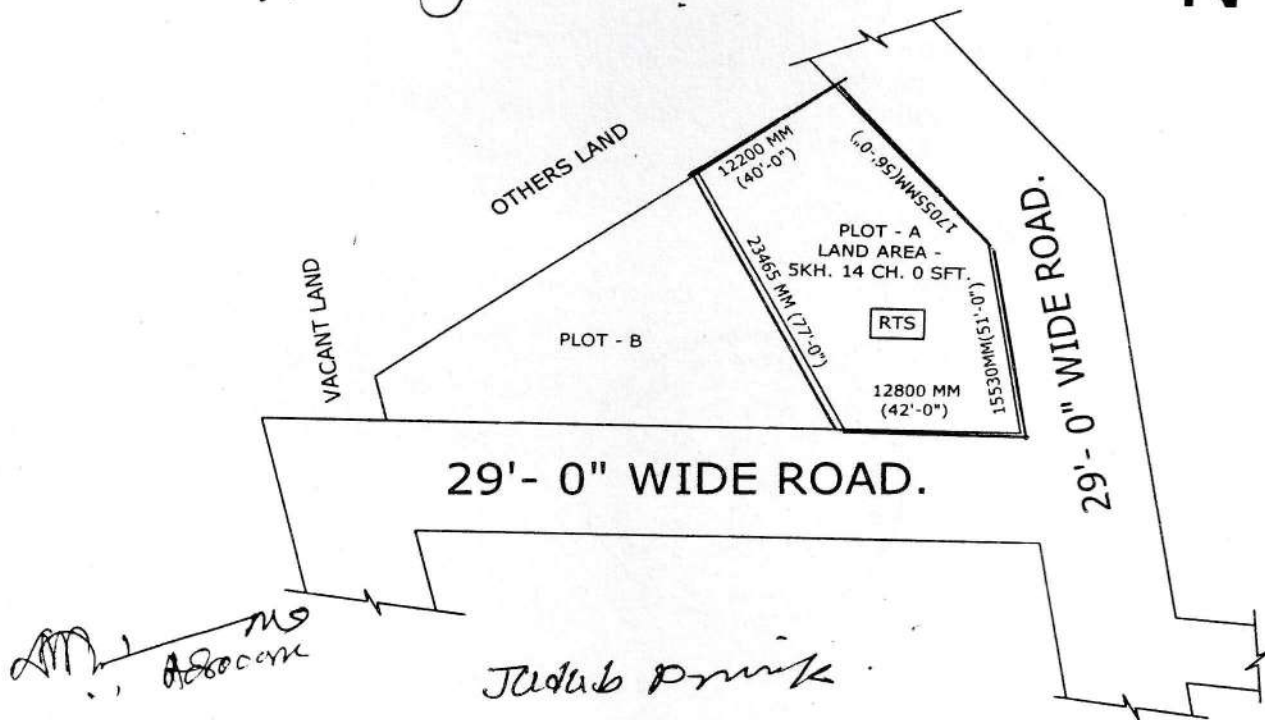 N
OTHERS LAND
12200 MM
(40'-0")
17055MM(56'-0")
VACANT LAND
PLOT - A
LAND AREA -
5KH. 14 CH. 0 SFT.
23465 MM (77'-0")
PLOT - B
RTS
15530MM(51'-0")
12800 MM
(42'-0")
29'- 0" WIDE ROAD.
29'- 0" WIDE ROAD.